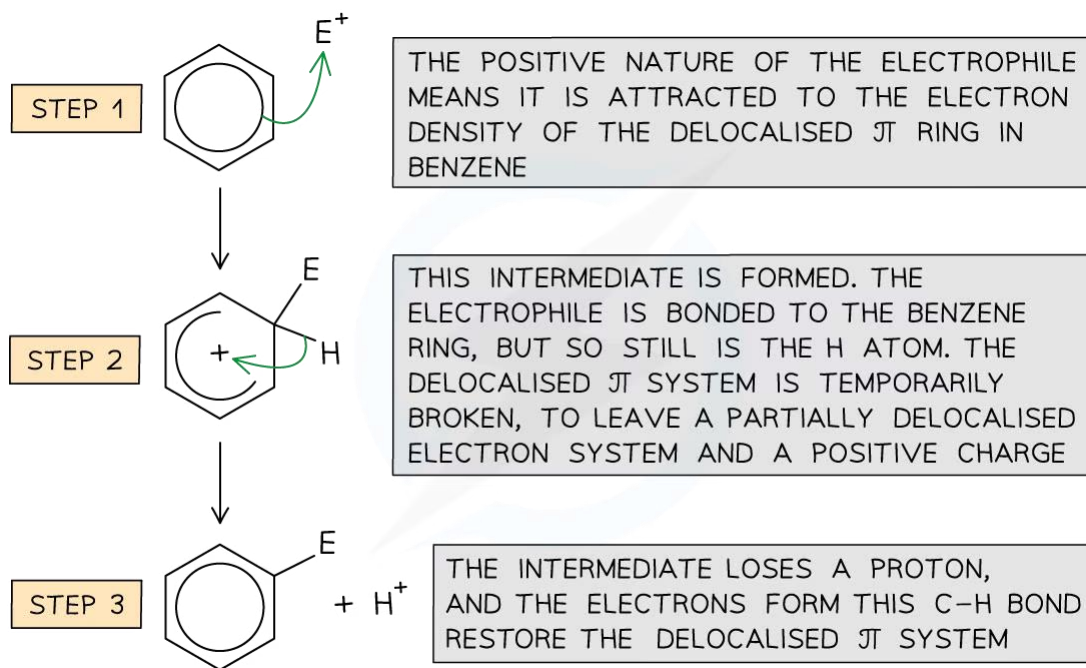 E+
STEP 1
THE POSITIVE NATURE OF THE ELECTROPHILE
MEANS IT IS ATTRACTED TO THE ELECTRON
DENSITY OF THE DELOCALISED π RING IN
BENZENE
E
+
H
STEP 2
THIS INTERMEDIATE IS FORMED. THE
ELECTROPHILE IS BONDED TO THE BENZENE
RING, BUT SO STILL IS THE H ATOM. THE
DELOCALISED π SYSTEM IS TEMPORARILY
BROKEN, TO LEAVE A PARTIALLY DELOCALISED
ELECTRON SYSTEM AND A POSITIVE CHARGE
E
STEP 3
+ H+
THE INTERMEDIATE LOSES A PROTON,
AND THE ELECTRONS FORM THIS C-H BOND
RESTORE THE DELOCALISED π SYSTEM